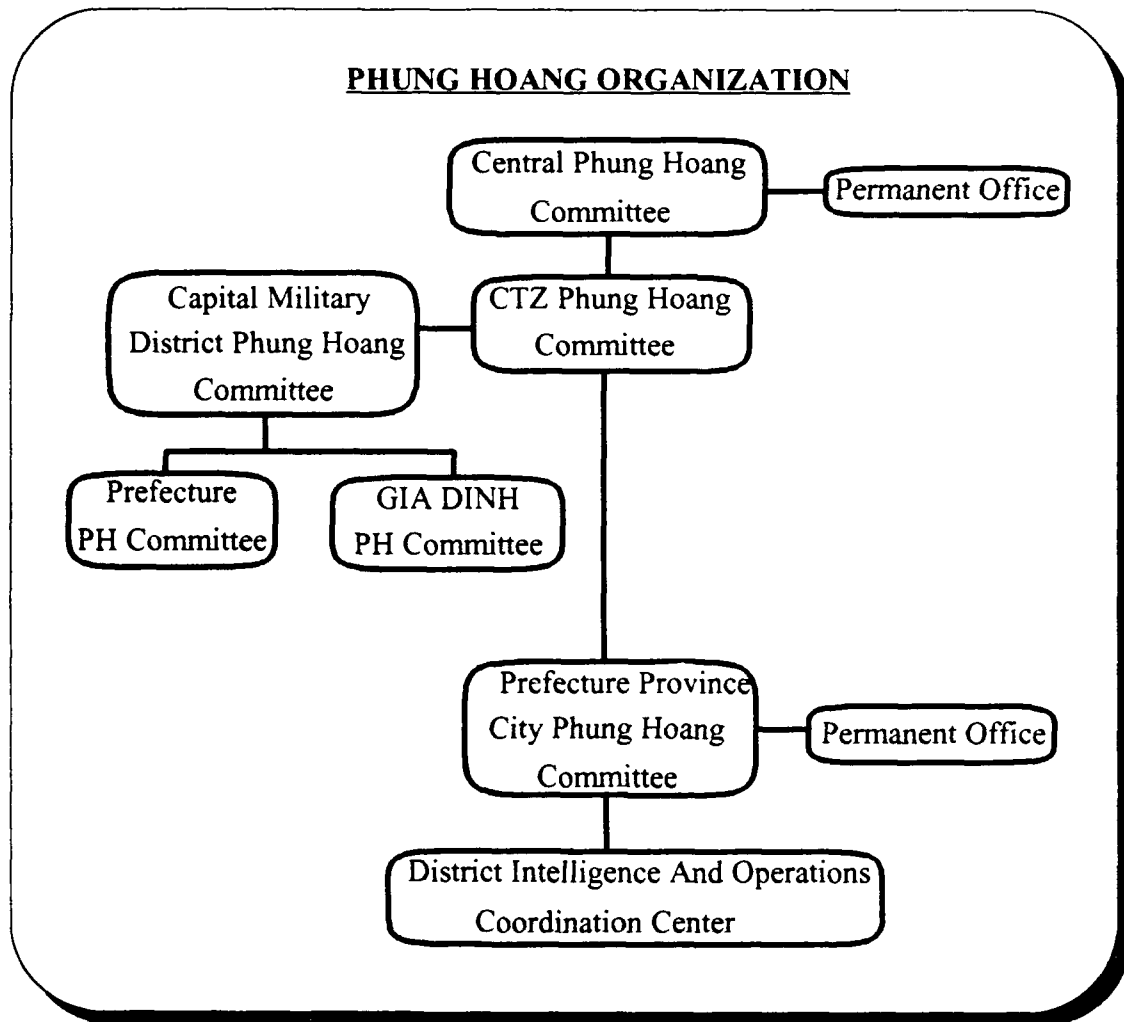 PHUNG HOANG ORGANIZATION
Central Phung Hoang
Committee
Permanent Office
Capital Military
District Phung Hoang
Committee
CTZ Phung Hoang
Committee
Prefecture
PH Committee
GIA DINH
PH Committee
Prefecture Province
City Phung Hoang
Committee
Permanent Office
District Intelligence And Operations
Coordination Center